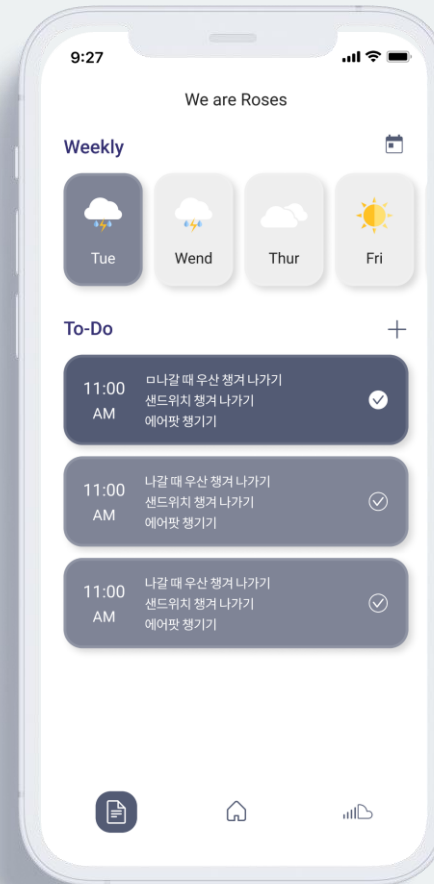 9:27
We are Roses
Weekly
Tue
Wend
Thur
Fri
To-Do
11:00
AM
ㅁ나갈 때 우산 챙겨 나가기
샌드위치 챙겨 나가기
에어팟 챙기기
11:00
AM
나갈 때 우산 챙겨 나가기
샌드위치 챙겨 나가기
에어팟 챙기기
11:00
AM
나갈 때 우산 챙겨 나가기
샌드위치 챙겨 나가기
에어팟 챙기기